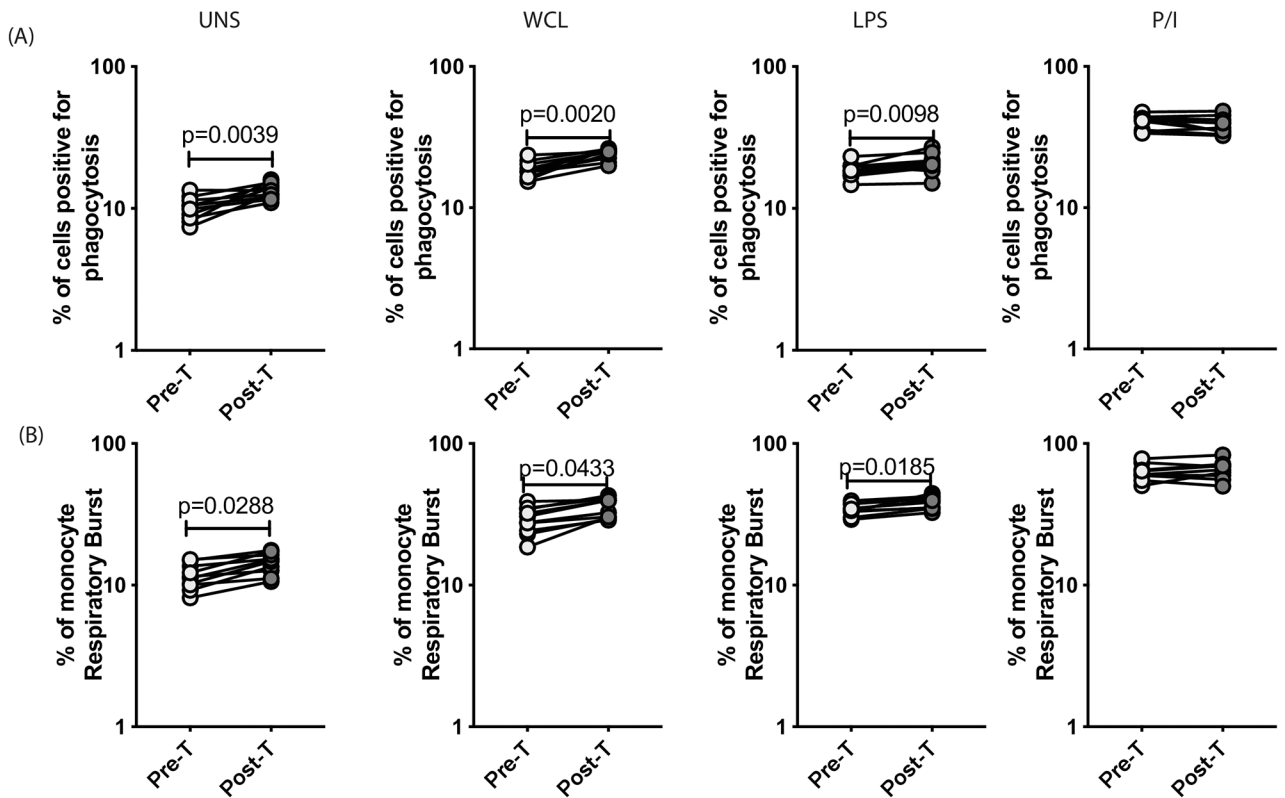 UNS
WCL
LPS
P/I
(A)
% of cells positive for
phagocytosis
100
10
1
p=0.0039
Pre-T
Post-T
% of cells positive for
phagocytosis
100
10
1
p=0.0020
Pre-T
Post-T
% of cells positive for
phagocytosis
100
10
1
p=0.0098
Pre-T
Post-T
% of cells positive for
phagocytosis
100
10
1
Pre-T
Post-T
(B)
% of monocyte
Respiratory Burst
100
10
1
p=0.0288
Pre-T
Post-T
% of monocyte
Respiratory Burst
100
10
1
p=0.0433
Pre-T
Post-T
% of monocyte
Respiratory Burst
100
10
1
p=0.0185
Pre-T
Post-T
% of monocyte
Respiratory Burst
100
10
1
Pre-T
Post-T